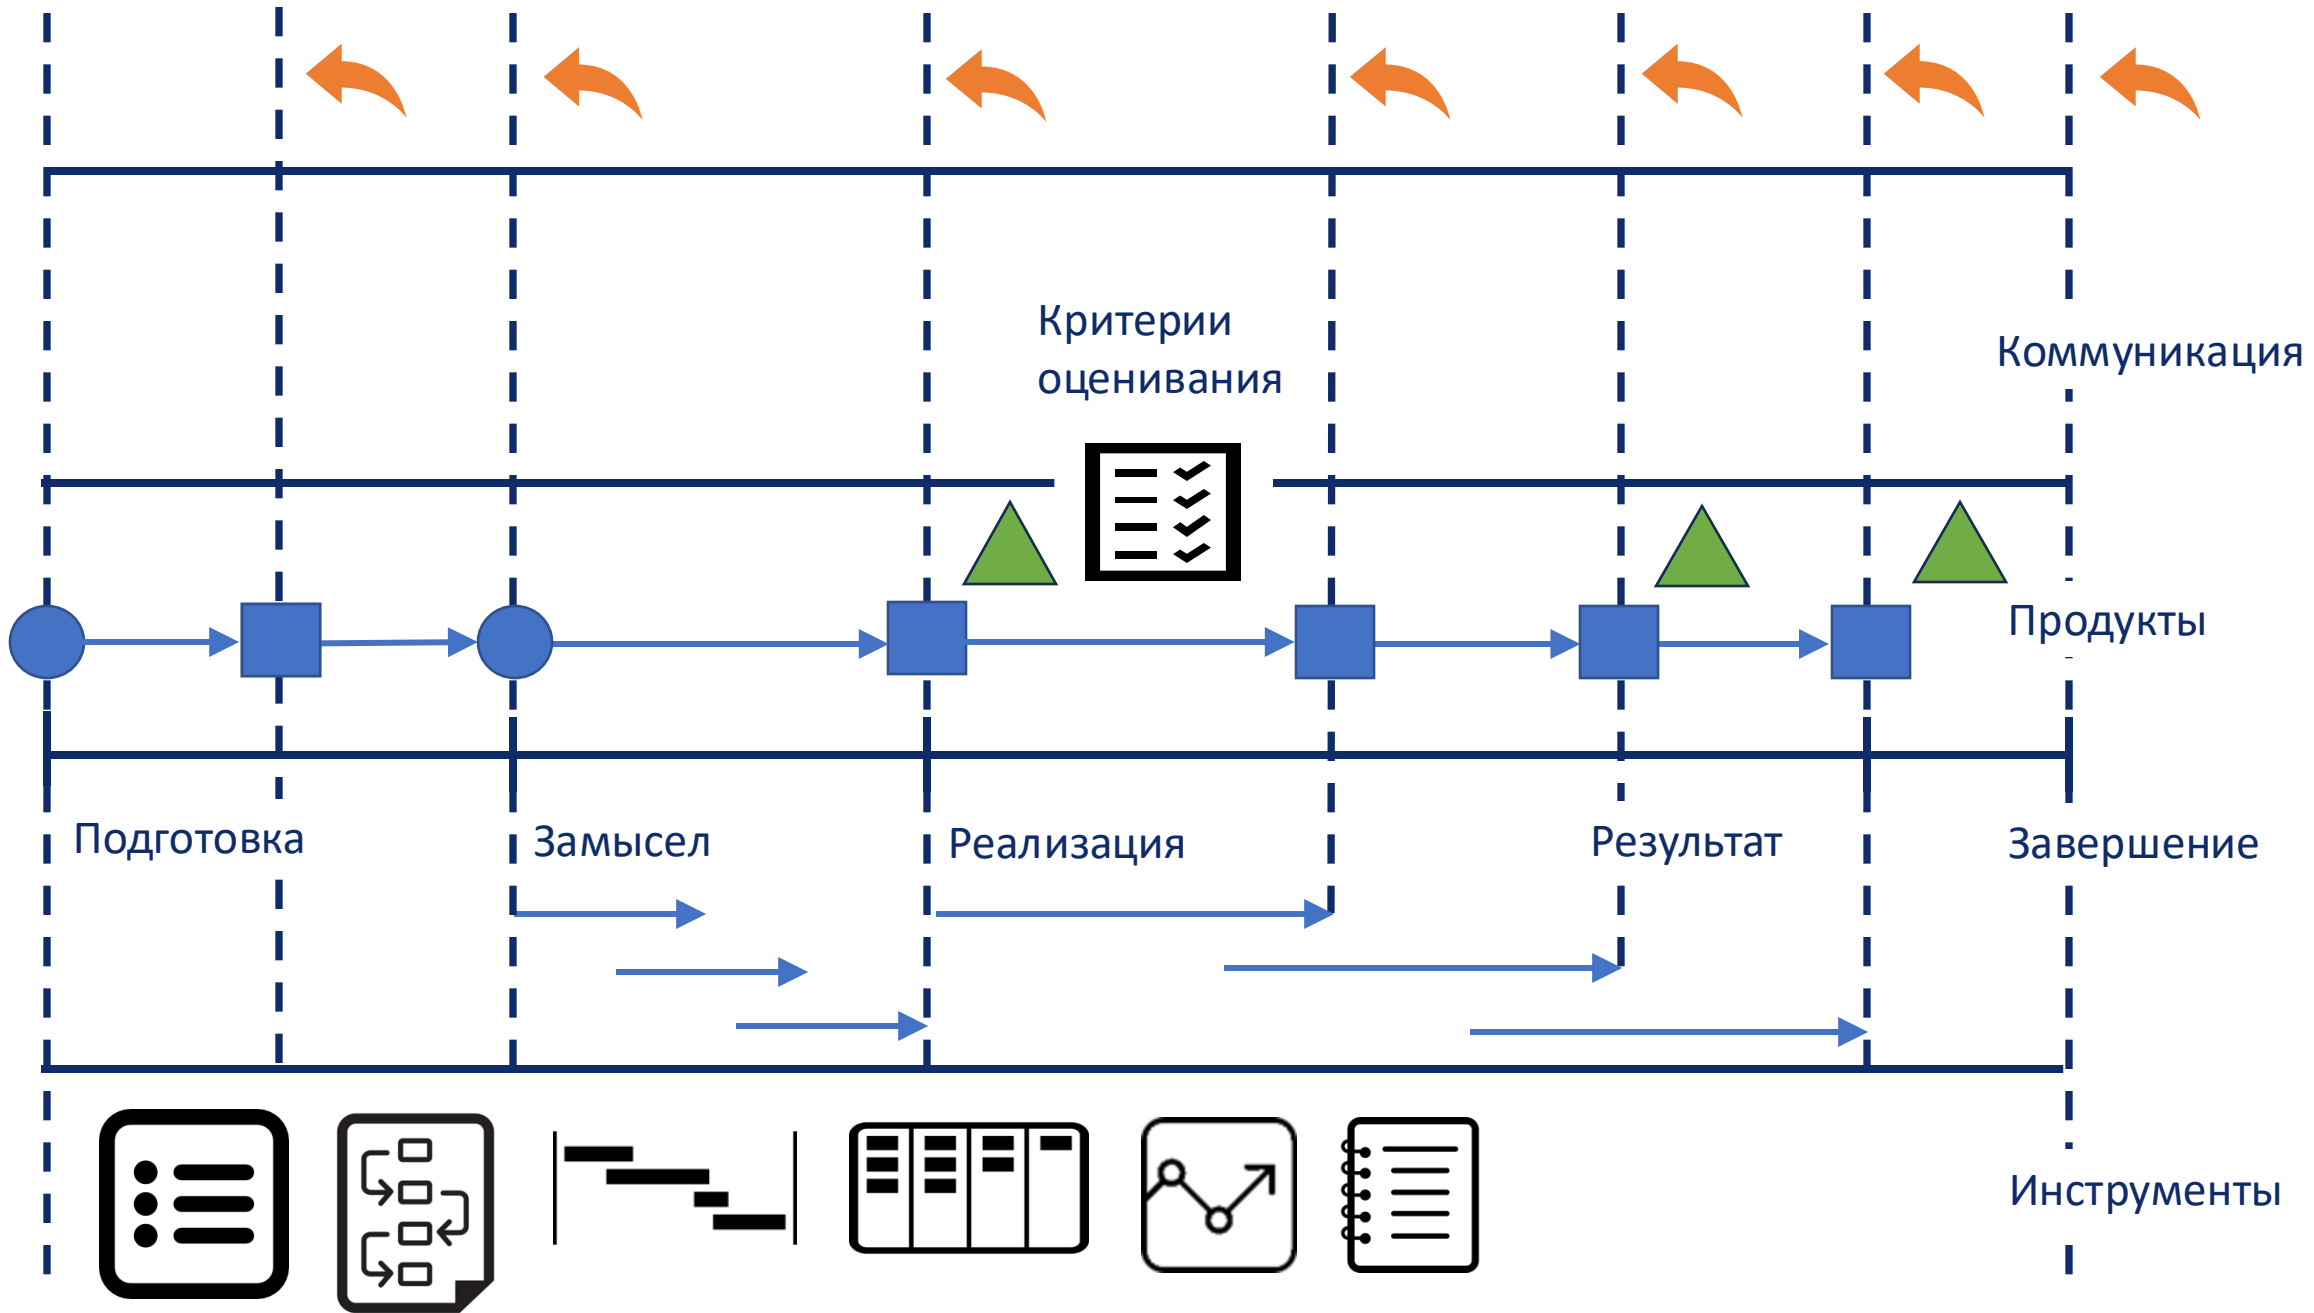 Критерии
оценивания
Коммуникация
Продукты
Подготовка
Замысел
Реализация
Результат
Завершение
Инструменты